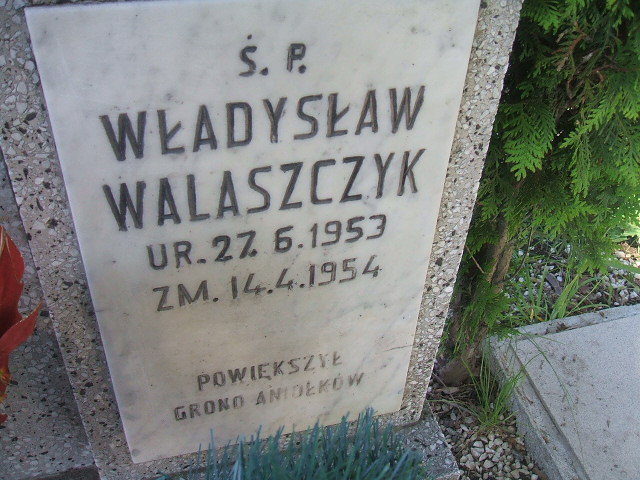 Ś. P.
WŁADYSŁAW
WALASZCZYK
UR. 27. 6. 1953
ZM. 14. 4. 1954
POWIĘKSZYŁ
GRONO ANIOŁKÓW